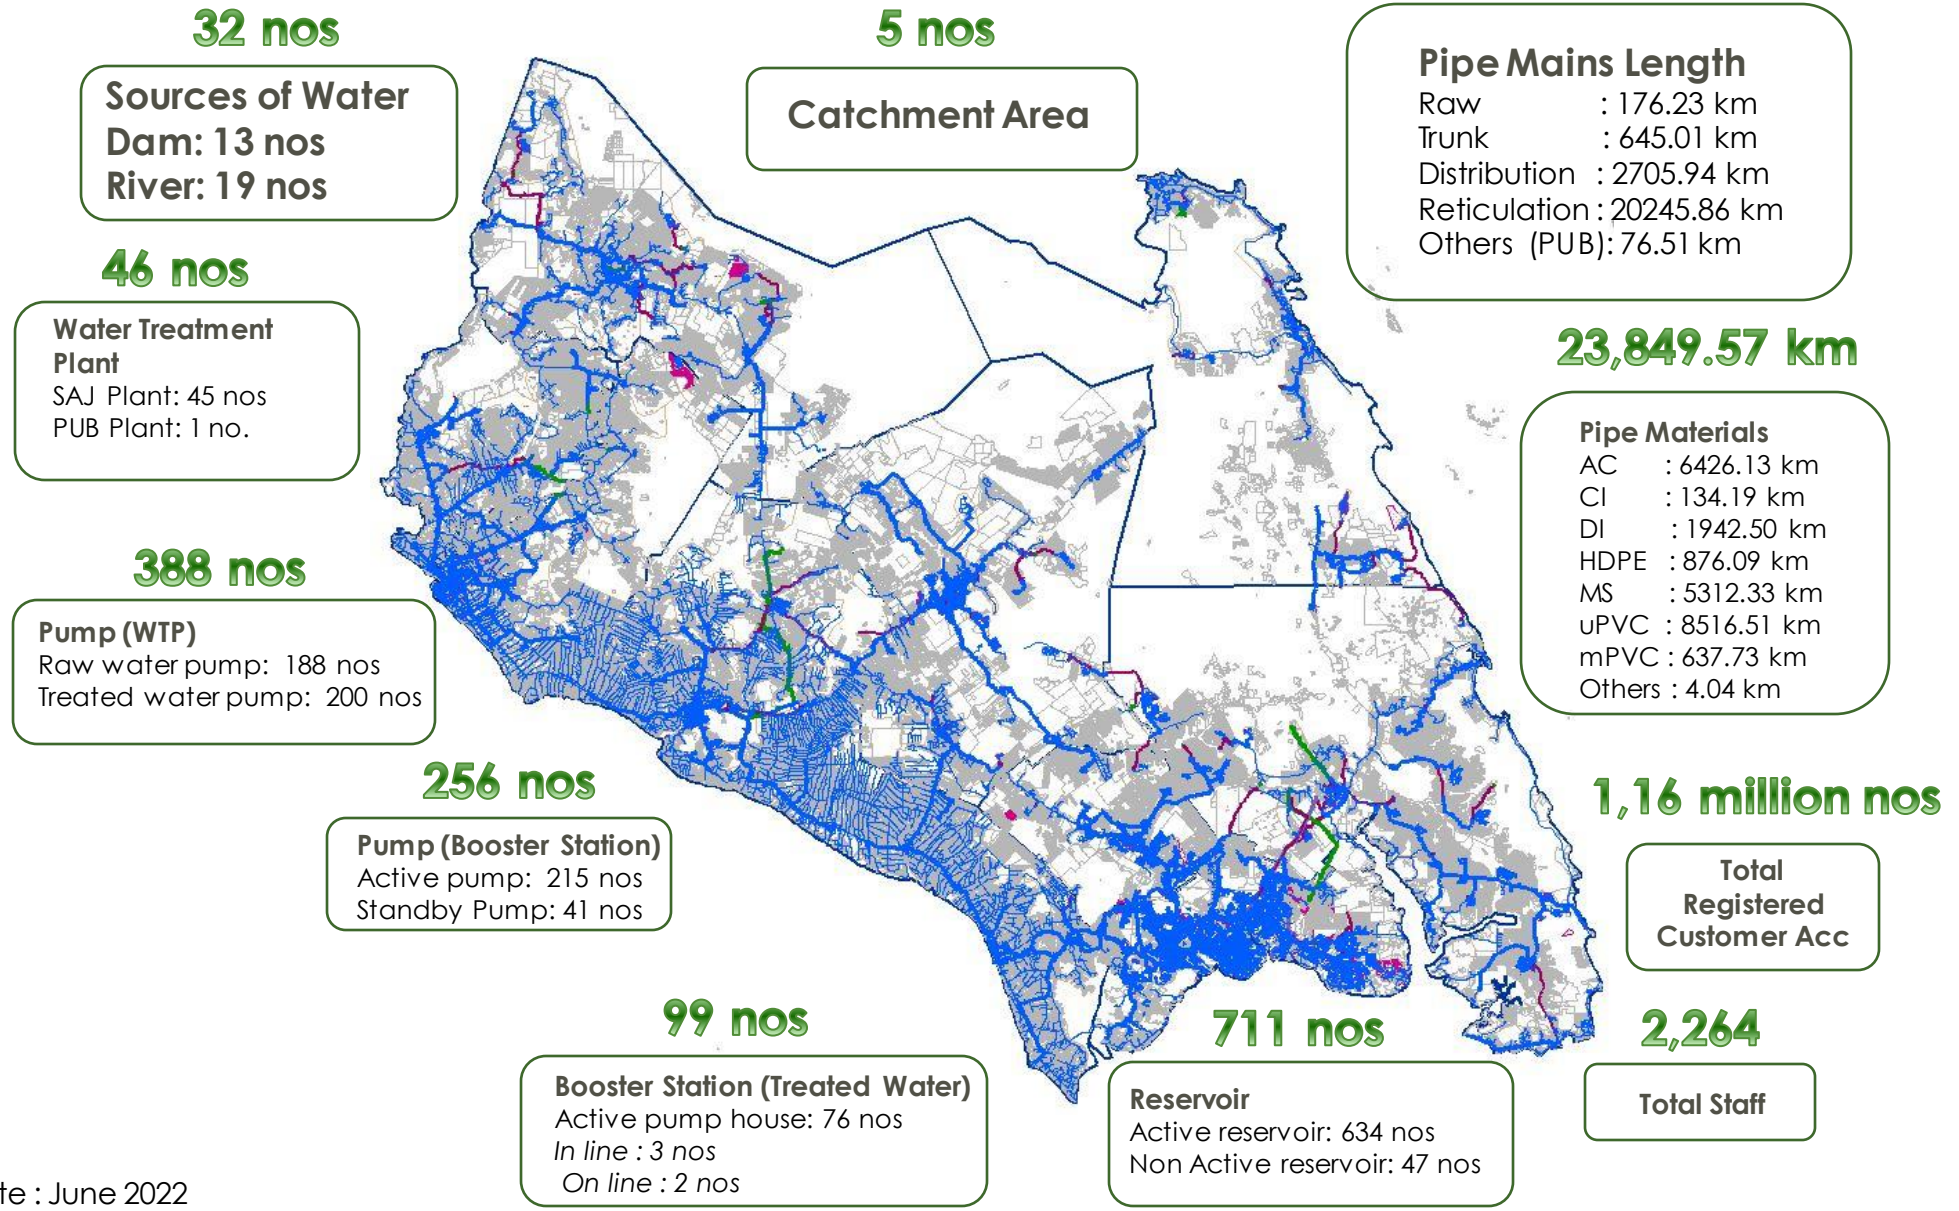 32 nos
Sources of Water
Dam: 13 nos
River: 19 nos
5 nos
Catchment Area
Pipe Mains Length
Raw : 176.23 km
Trunk : 645.01 km
Distribution : 2705.94 km
Reticulation : 20245.86 km
Others (PUB): 76.51 km
46 nos
Water Treatment
Plant
SAJ Plant: 45 nos
PUB Plant: 1 no.
23,849.57 km
Pipe Materials
AC : 6426.13 km
CI : 134.19 km
DI : 1942.50 km
HDPE : 876.09 km
MS : 5312.33 km
uPVC : 8516.51 km
mPVC : 637.73 km
Others : 4.04 km
388 nos
Pump (WTP)
Raw water pump: 188 nos
Treated water pump: 200 nos
256 nos
Pump (Booster Station)
Active pump: 215 nos
Standby Pump: 41 nos
1,16 million nos
Total
Registered
Customer Acc
99 nos
Booster Station (Treated Water)
Active pump house: 76 nos
In line : 3 nos
On line : 2 nos
711 nos
Reservoir
Active reservoir: 634 nos
Non Active reservoir: 47 nos
2,264
Total Staff
te : June 2022